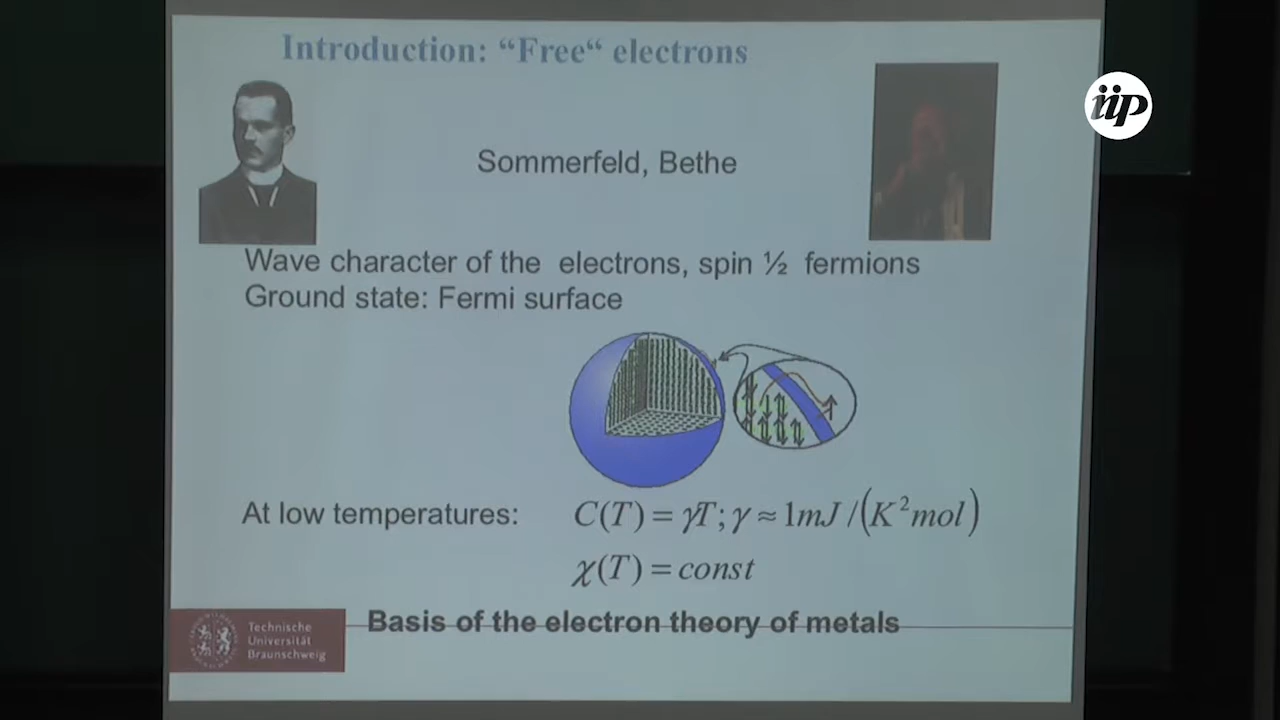 Introduction: “Free“ electrons
iip
Sommerfeld, Bethe
Wave character of the electrons, spin ½ fermions
Ground state: Fermi surface
At low temperatures: C(T) = γT; γ ≈ 1mJ /(K²mol)
χ(T) = const
Basis of the electron theory of metals
Technische
Universität
Braunschweig